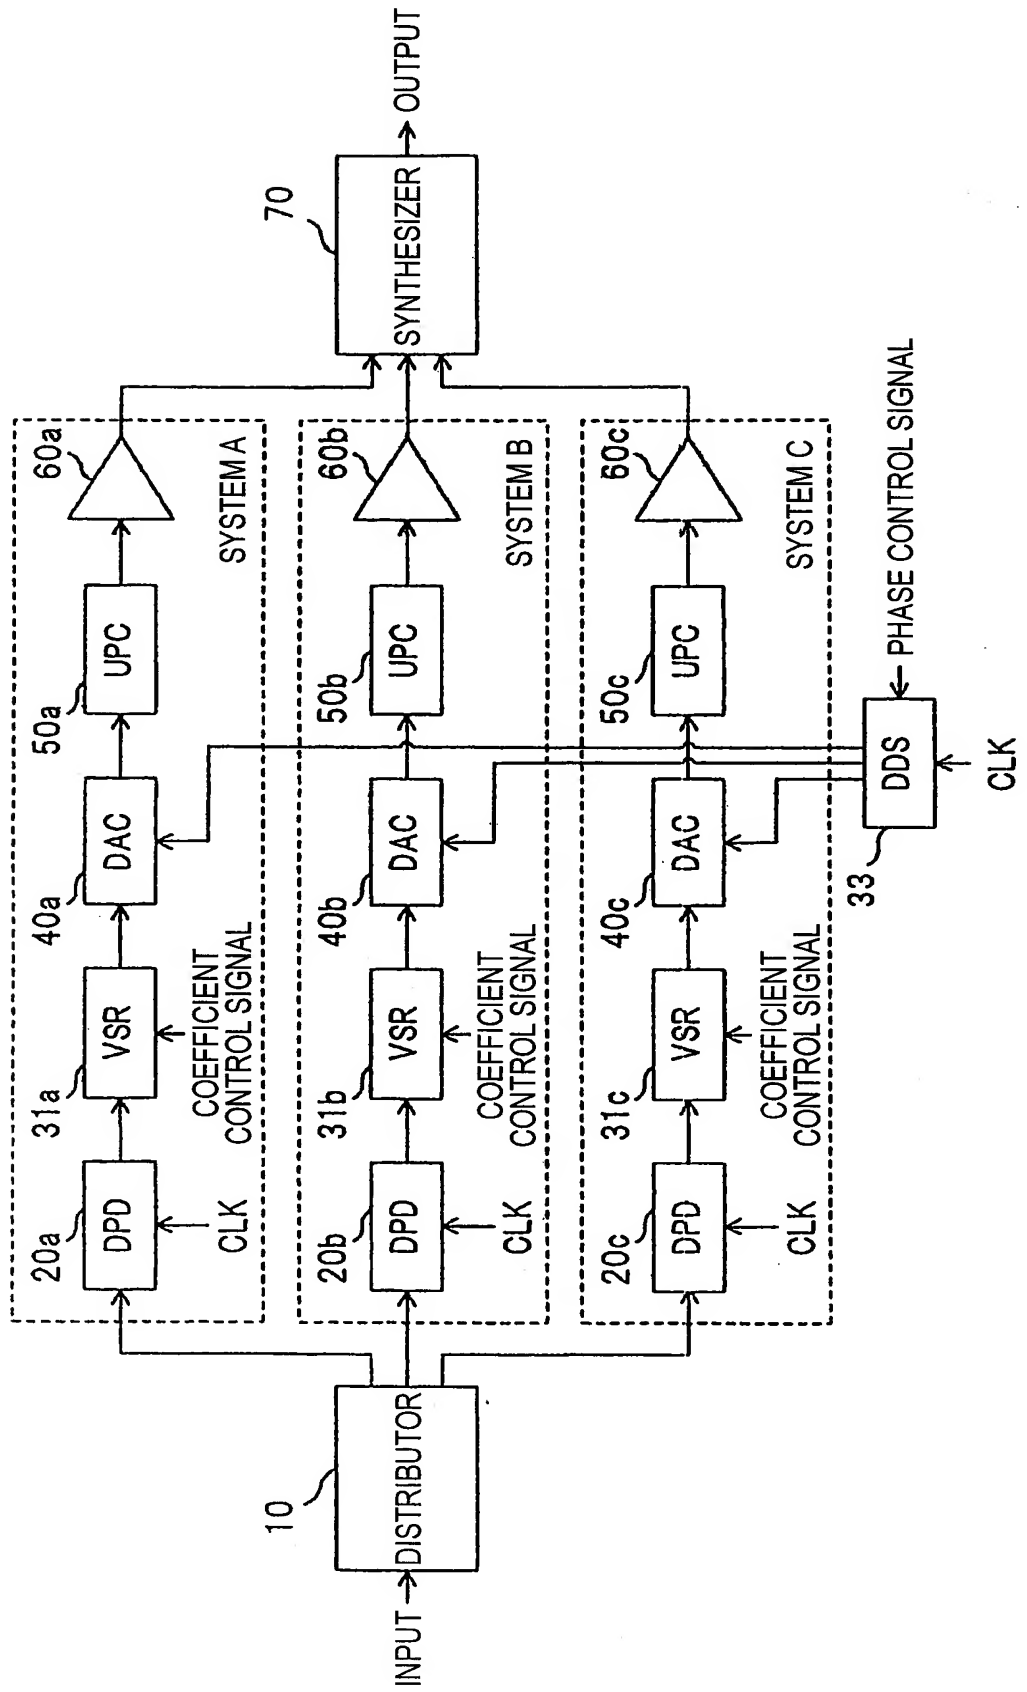 INPUT
10
DISTRIBUTOR
20a
DPD
CLK
31a
VSR
COEFFICIENT
CONTROL SIGNAL
40a
DAC
50a
UPC
60a
SYSTEM A
20b
DPD
CLK
31b
VSR
COEFFICIENT
CONTROL SIGNAL
40b
DAC
50b
UPC
60b
SYSTEM B
20c
DPD
CLK
31c
VSR
COEFFICIENT
CONTROL SIGNAL
40c
DAC
50c
UPC
60c
SYSTEM C
70
SYNTHESIZER
OUTPUT
33
DDS
CLK
PHASE CONTROL SIGNAL